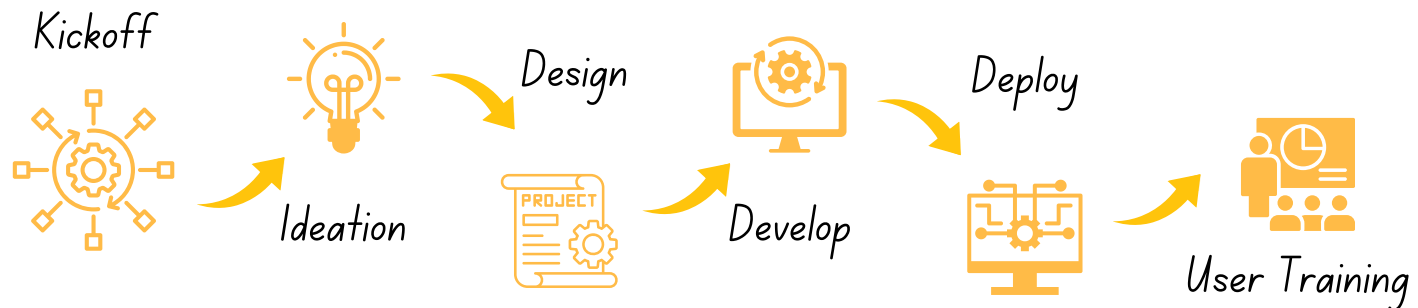 Kickoff
Ideation
Design
PROJECT
Develop
Deploy
User Training